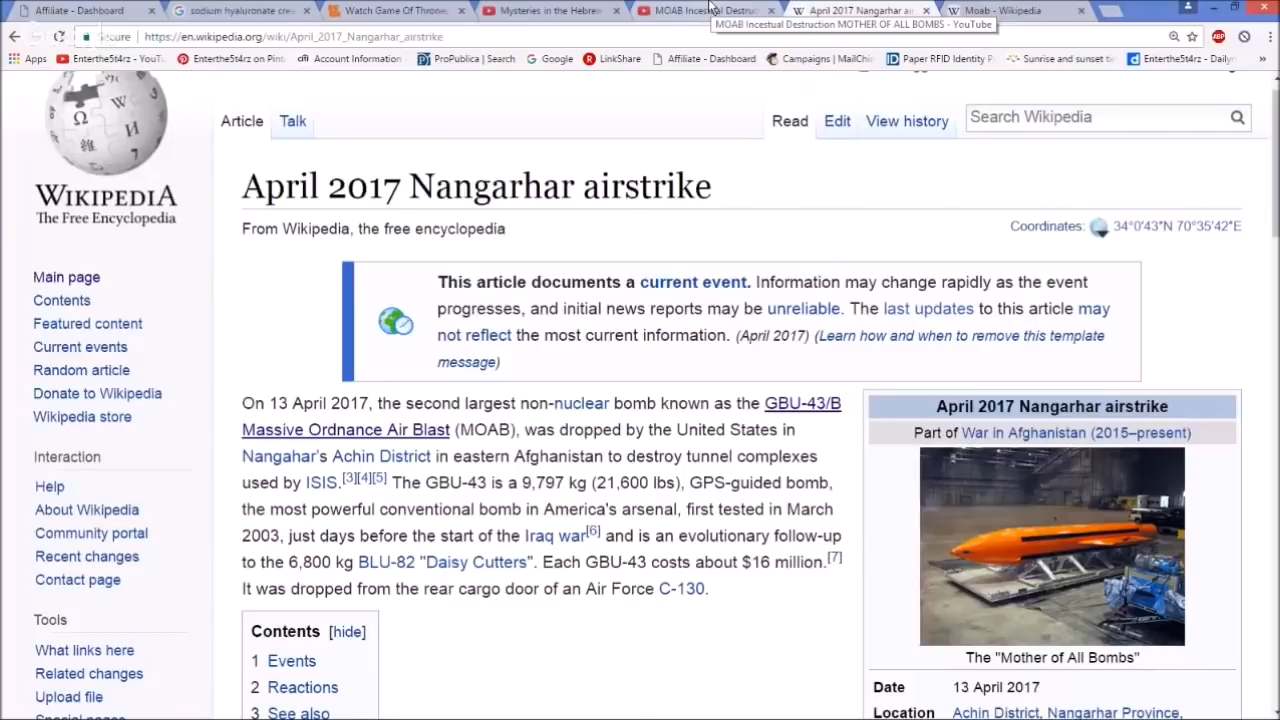 Affiliate - Dashboard
sodium hyaluronate cre
Watch Game Of Throne
Mysteries in the Hebre
MOAB Incestual Destruc
April 2017 Nangarhar air
Moab - Wikipedia
MOAB Incestual Destruction MOTHER OF ALL BOMBS - YouTube
Secure
https://en.wikipedia.org/wiki/April_2017_Nangarhar_airstrike
Apps
Enterthe5t4rz - YouTu
Enterthe5t4rz on Pint
Account Information
ProPublica | Search
Google
LinkShare
Affiliate - Dashboard
Campaigns | MailChi
Paper RFID Identity P
Sunrise and sunset ti
Enterthe5t4rz - Daily
WIKIPEDIA
The Free Encyclopedia
Main page
Contents
Featured content
Current events
Random article
Donate to Wikipedia
Wikipedia store
Interaction
Help
About Wikipedia
Community portal
Recent changes
Contact page
Tools
What links here
Related changes
Upload file
Special pages
Article
Talk
Read
Edit
View history
Search Wikipedia
April 2017 Nangarhar airstrike
From Wikipedia, the free encyclopedia
Coordinates: 34°0′43″N 70°35′42″E
This article documents a current event. Information may change rapidly as the event
progresses, and initial news reports may be unreliable. The last updates to this article may
not reflect the most current information. (April 2017) (Learn how and when to remove this template
message)
On 13 April 2017, the second largest non-nuclear bomb known as the GBU-43/B
Massive Ordnance Air Blast (MOAB), was dropped by the United States in
Nangahar's Achin District in eastern Afghanistan to destroy tunnel complexes
used by ISIS.[3][4][5] The GBU-43 is a 9,797 kg (21,600 lbs), GPS-guided bomb,
the most powerful conventional bomb in America's arsenal, first tested in March
2003, just days before the start of the Iraq war[6] and is an evolutionary follow-up
to the 6,800 kg BLU-82 "Daisy Cutters". Each GBU-43 costs about $16 million.[7]
It was dropped from the rear cargo door of an Air Force C-130.
Contents [hide]
1 Events
2 Reactions
3 See also
April 2017 Nangarhar airstrike
Part of War in Afghanistan (2015–present)
The "Mother of All Bombs"
Date 13 April 2017
Location Achin District, Nangarhar Province,